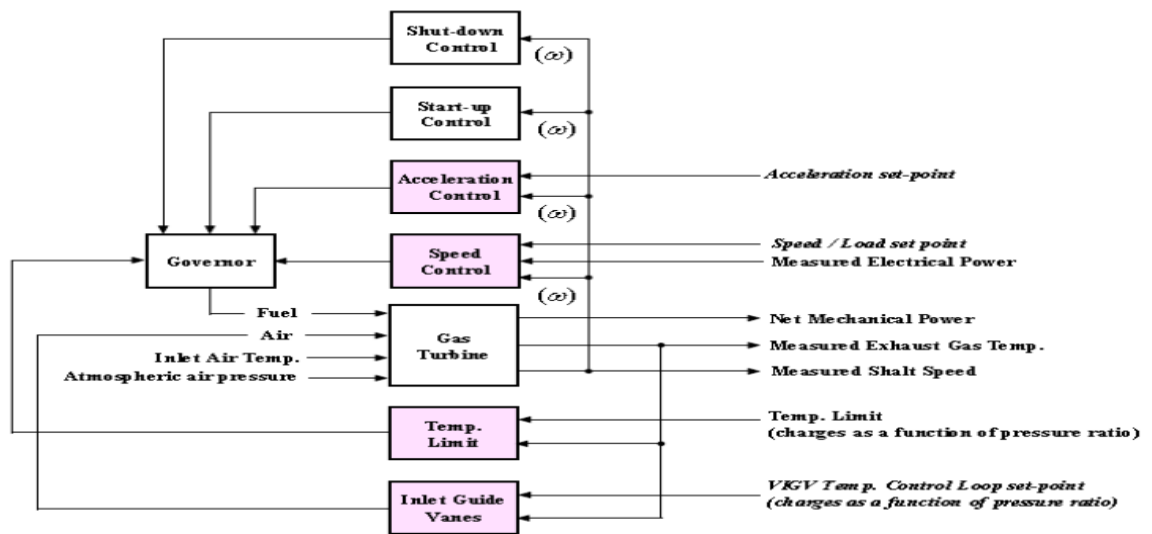 Shut-down
Control
(ω)
Start-up
Control
(ω)
Acceleration
Control
Acceleration set-point
(ω)
Governor
Speed
Control
Speed / Load set point
Measured Electrical Power
(ω)
Fuel
Air
Inlet Air Temp.
Atmospheric air pressure
Gas
Turbine
Net Mechanical Power
Measured Exhaust Gas Temp.
Measured Shalt Speed
Temp.
Limit
Temp. Limit
(charges as a function of pressure ratio)
Inlet Guide
Vanes
VIGV Temp. Control Loop set-point
(charges as a function of pressure ratio)